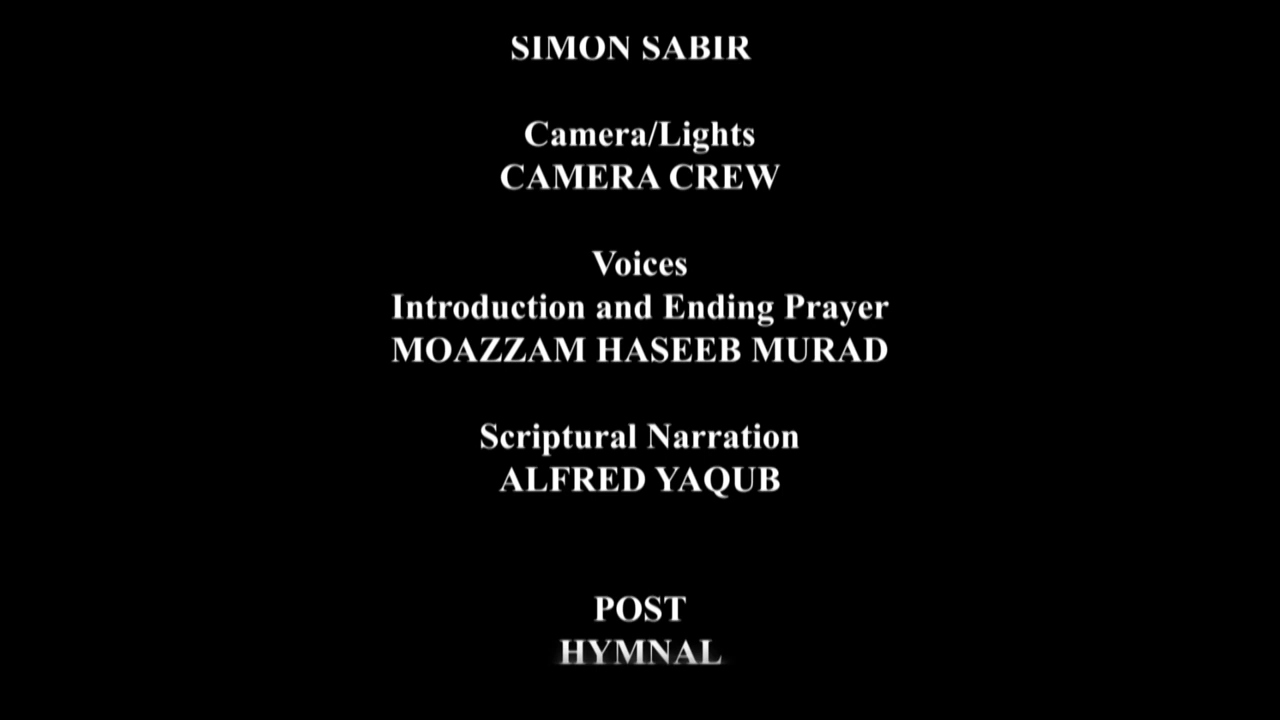 SIMON SABIR
Camera/Lights
CAMERA CREW
Voices
Introduction and Ending Prayer
MOAZZAM HASEEB MURAD
Scriptural Narration
ALFRED YAQUB
POST
HYMNAL